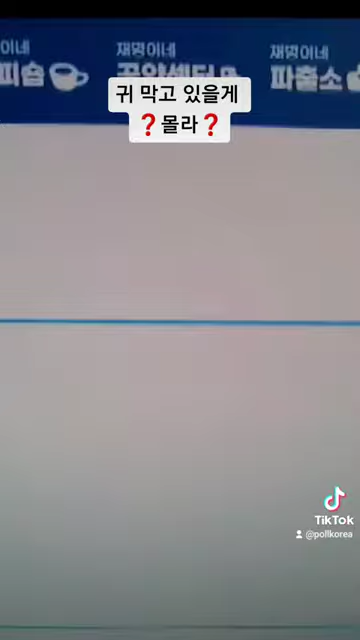 재명이네
재명이네
재명이네
피숍
파출소
귀 막고 있을게
❓몰라❓
TikTok
@pollkorea